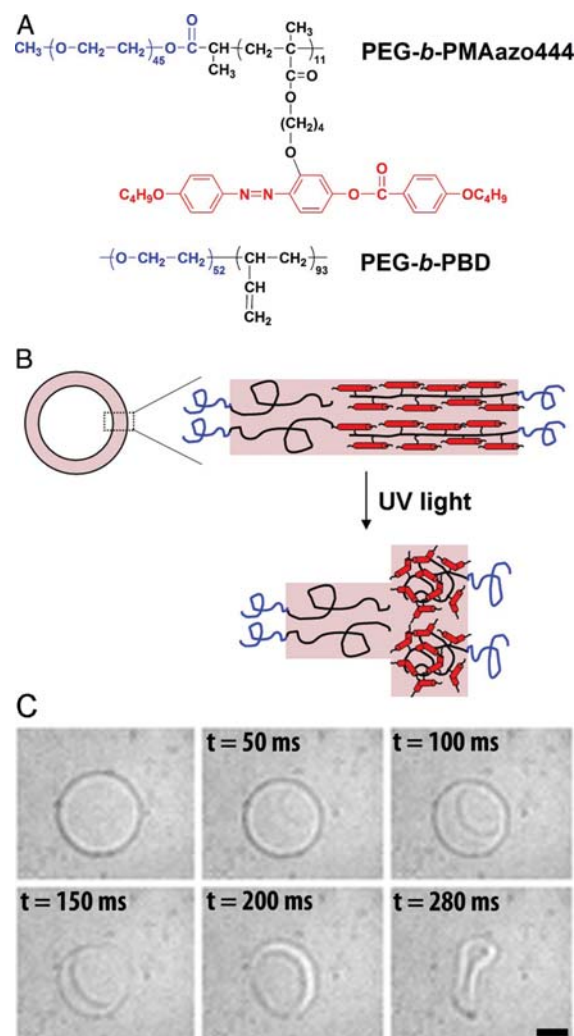 A
CH₃─(O─CH₂─CH₂)₄₅─O─C(=O)─CH(CH₃)─(CH₂─C(CH₃))₁₁
PEG-b-PMAazo444
C=O
O
(CH₂)₄
O
C₄H₉O N=N O─C(=O) OC₄H₉
─(O─CH₂─CH₂)₅₂─(CH─CH₂)₉₃
PEG-b-PBD
CH
CH₂
B
UV light
C
t = 50 ms
t = 100 ms
t = 150 ms
t = 200 ms
t = 280 ms